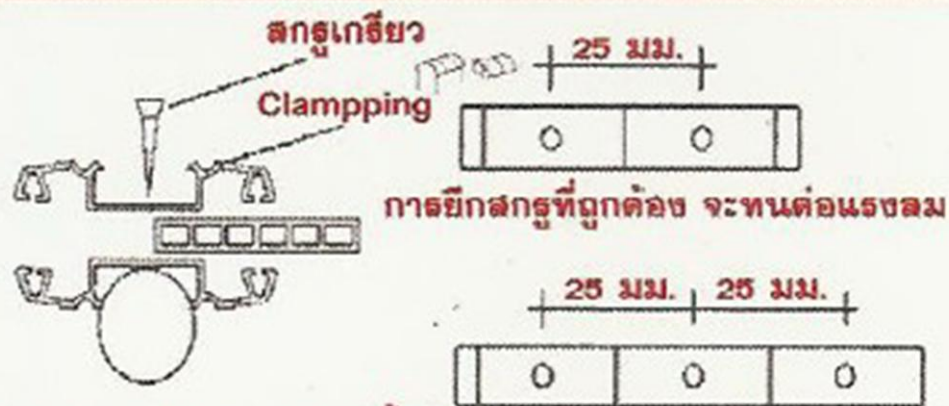 สกรูเกรียว
25 มม.
Clampping
การยึกสกรูที่ถูกต้อง จะทนต่อแรงลม
25 มม. 25 มม.